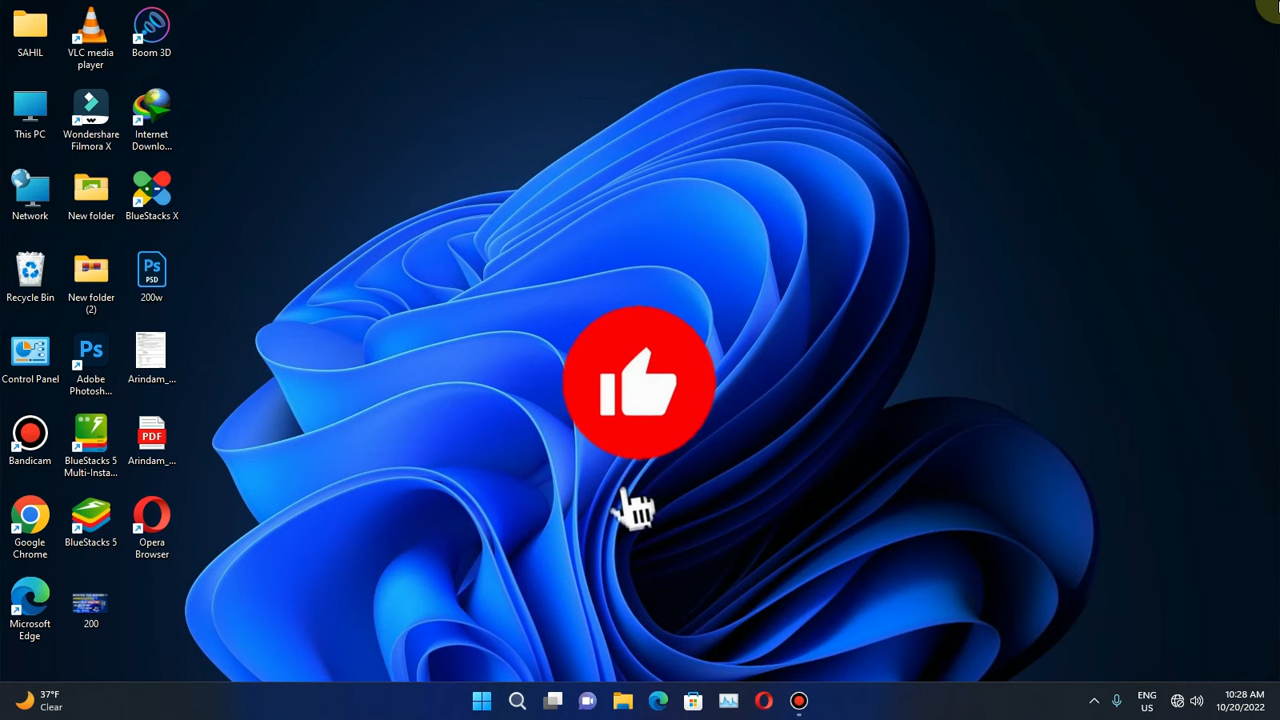 SAHIL
VLC media
player
Boom 3D
This PC
Wondershare
Filmora X
Internet
Downlo...
Network
New folder
BlueStacks X
Recycle Bin
New folder
(2)
Ps
PSD
200w
Control Panel
Ps
Adobe
Photosh...
Arindam_...
Bandicam
BlueStacks 5
Multi-Insta...
PDF
Arindam_...
Google
Chrome
BlueStacks 5
Opera
Browser
Microsoft
Edge
200
37°F
Clear
ENG
US
10:28 AM
10/20/2022